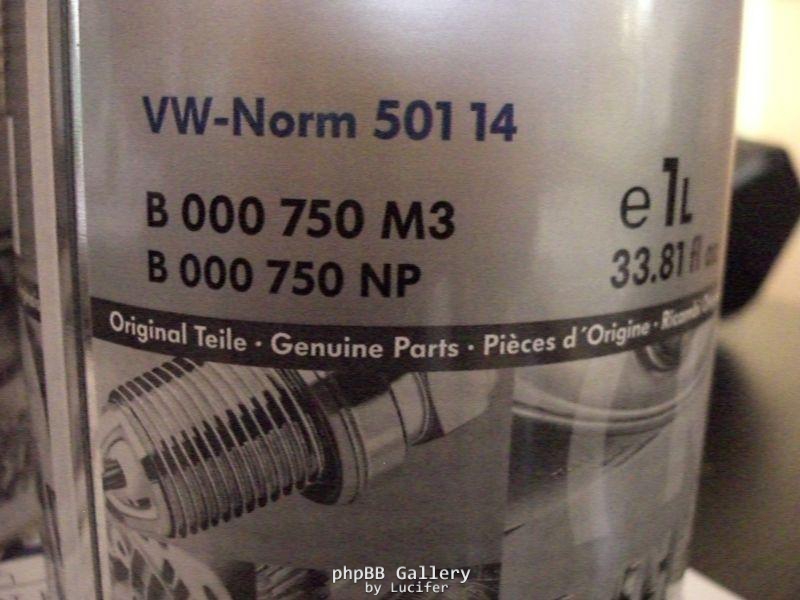 VW-Norm 501 14
B 000 750 M3
B 000 750 NP
e 1L
33.81 fl
Original Teile · Genuine Parts · Pièces d´Origine · Ricambi
phpBB Gallery
by Lucifer